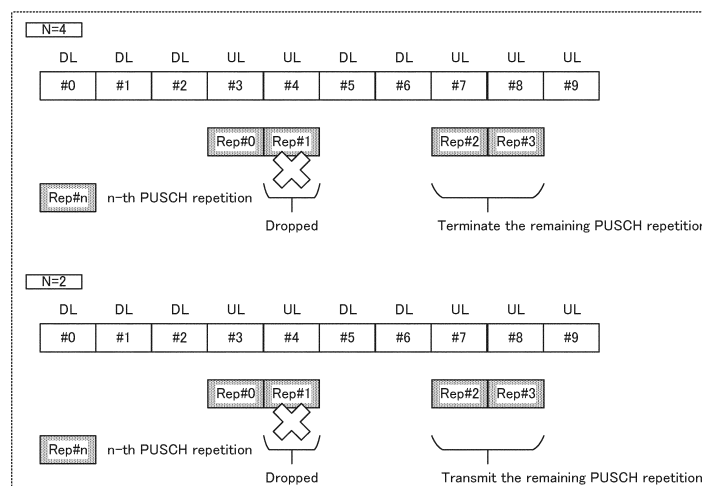 N=4
DL DL DL UL UL DL DL UL UL UL
#0 #1 #2 #3 #4 #5 #6 #7 #8 #9
Rep#0 Rep#1 Rep#2 Rep#3
Rep#n n-th PUSCH repetition
Dropped Terminate the remaining PUSCH repetition
N=2
DL DL DL UL UL DL DL UL UL UL
#0 #1 #2 #3 #4 #5 #6 #7 #8 #9
Rep#0 Rep#1 Rep#2 Rep#3
Rep#n n-th PUSCH repetition
Dropped Transmit the remaining PUSCH repetition